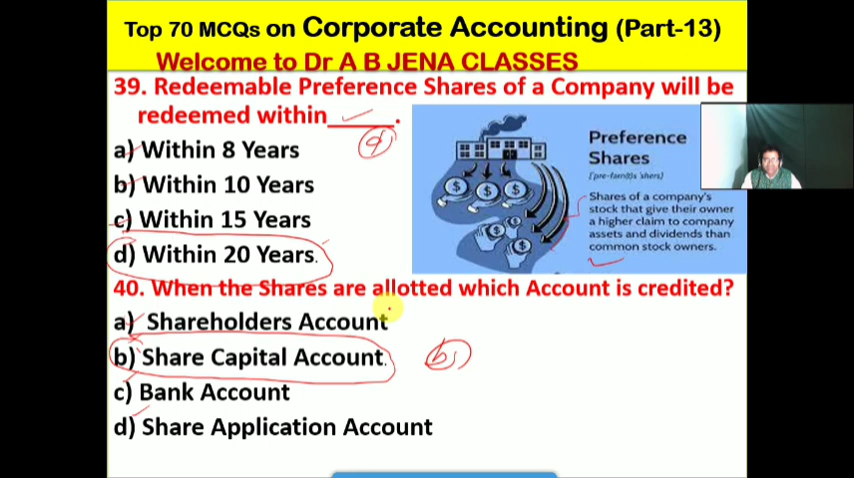 Top 70 MCQs on Corporate Accounting (Part-13)
Welcome to Dr A B JENA CLASSES
39. Redeemable Preference Shares of a Company will be
redeemed within_____.
d
a) Within 8 Years
b) Within 10 Years
c) Within 15 Years
d) Within 20 Years.
Preference
Shares
Shares of a company's
stock that give their owner
a higher claim to company
assets and dividends than
common stock owners.
40. When the Shares are allotted which Account is credited?
a) Shareholders Account
b) Share Capital Account.
b)
c) Bank Account
d) Share Application Account